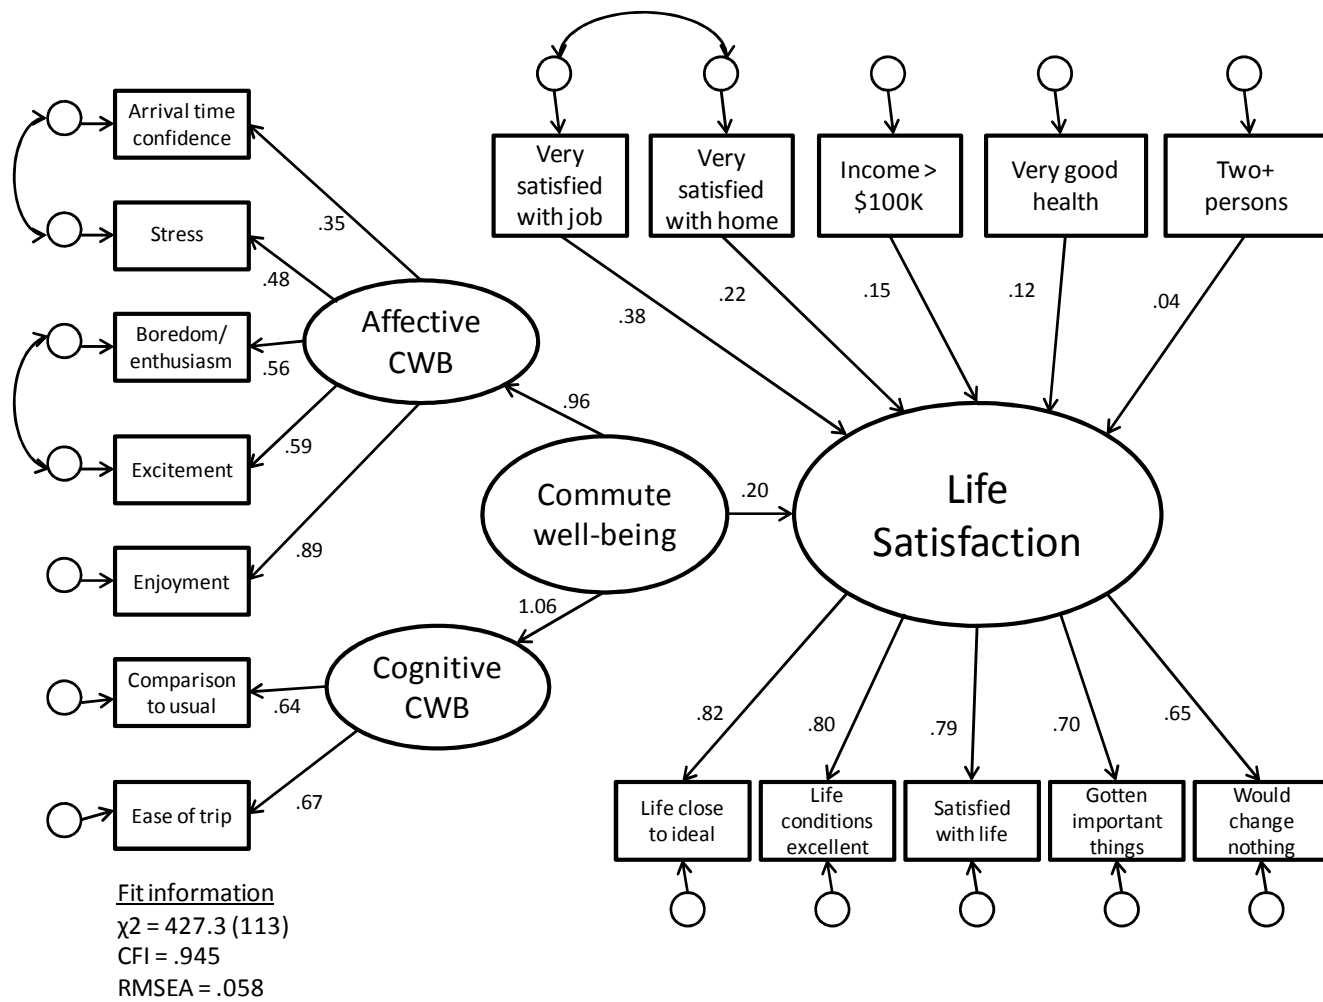 Arrival time
confidence
Stress
Boredom/
enthusiasm
Excitement
Enjoyment
Comparison
to usual
Ease of trip
.35
.48
.56
.59
.89
.64
.67
Affective
CWB
Cognitive
CWB
.96
1.06
Commute
well-being
.20
Very
satisfied
with job
Very
satisfied
with home
Income >
$100K
Very good
health
Two+
persons
.38
.22
.15
.12
.04
Life
Satisfaction
.82
.80
.79
.70
.65
Life close
to ideal
Life
conditions
excellent
Satisfied
with life
Gotten
important
things
Would
change
nothing
Fit information
χ2 = 427.3 (113)
CFI = .945
RMSEA = .058